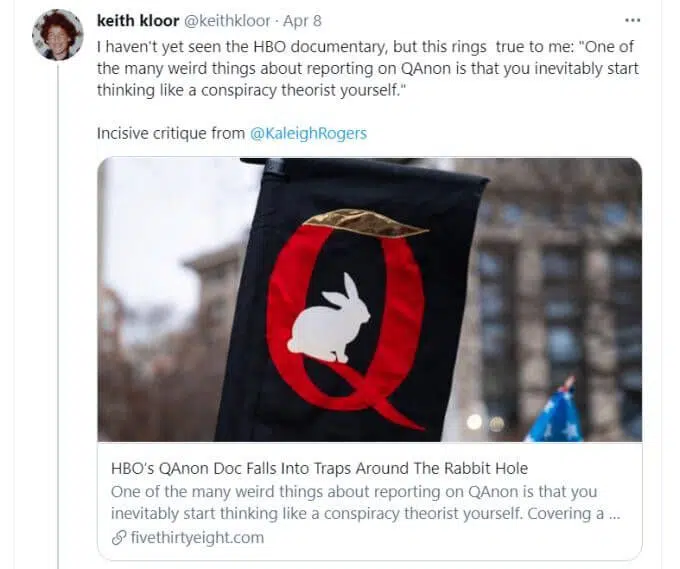 keith kloor @keithkloor · Apr 8
I haven't yet seen the HBO documentary, but this rings  true to me: "One of
the many weird things about reporting on QAnon is that you inevitably start
thinking like a conspiracy theorist yourself."
Incisive critique from @KaleighRogers
Q
HBO's QAnon Doc Falls Into Traps Around The Rabbit Hole
One of the many weird things about reporting on QAnon is that you
inevitably start thinking like a conspiracy theorist yourself. Covering a ...
fivethirtyeight.com